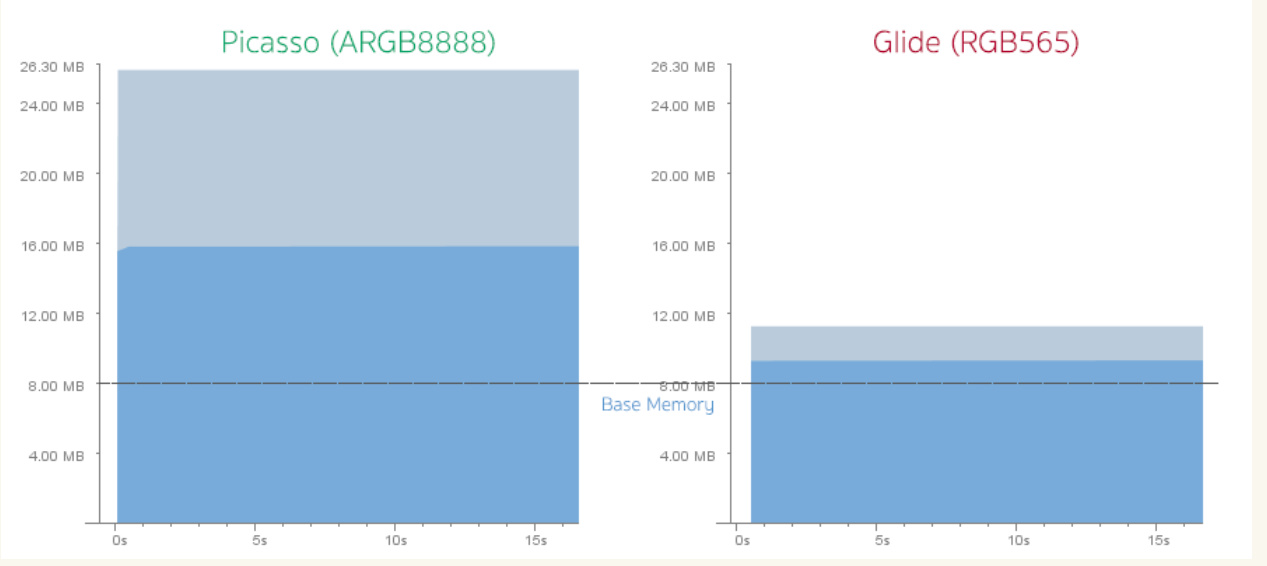 Picasso (ARGB8888)
26.30 MB
24.00 MB
20.00 MB
16.00 MB
12.00 MB
8.00 MB
4.00 MB
0s
5s
10s
15s
Glide (RGB565)
26.30 MB
24.00 MB
20.00 MB
16.00 MB
12.00 MB
8.00 MB
Base Memory
4.00 MB
0s
5s
10s
15s